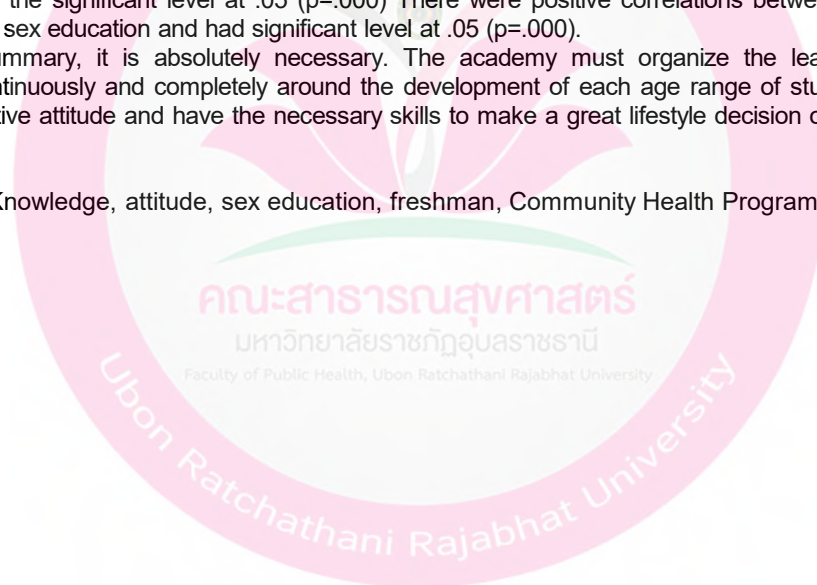 the significant level at .05 (p=.000) There were positive correlations betwe
sex education and had significant level at .05 (p=.000).
ummary, it is absolutely necessary. The academy must organize the lea
ntinuously and completely around the development of each age range of stu
tive attitude and have the necessary skills to make a great lifestyle decision o
Knowledge, attitude, sex education, freshman, Community Health Program
คณะสาธารณสุขศาสตร์
มหาวิทยาลัยราชภัฏอุบลราชธานี
Faculty of Public Health, Ubon Ratchathani Rajabhat University
Ubon Ratchathani Rajabhat University